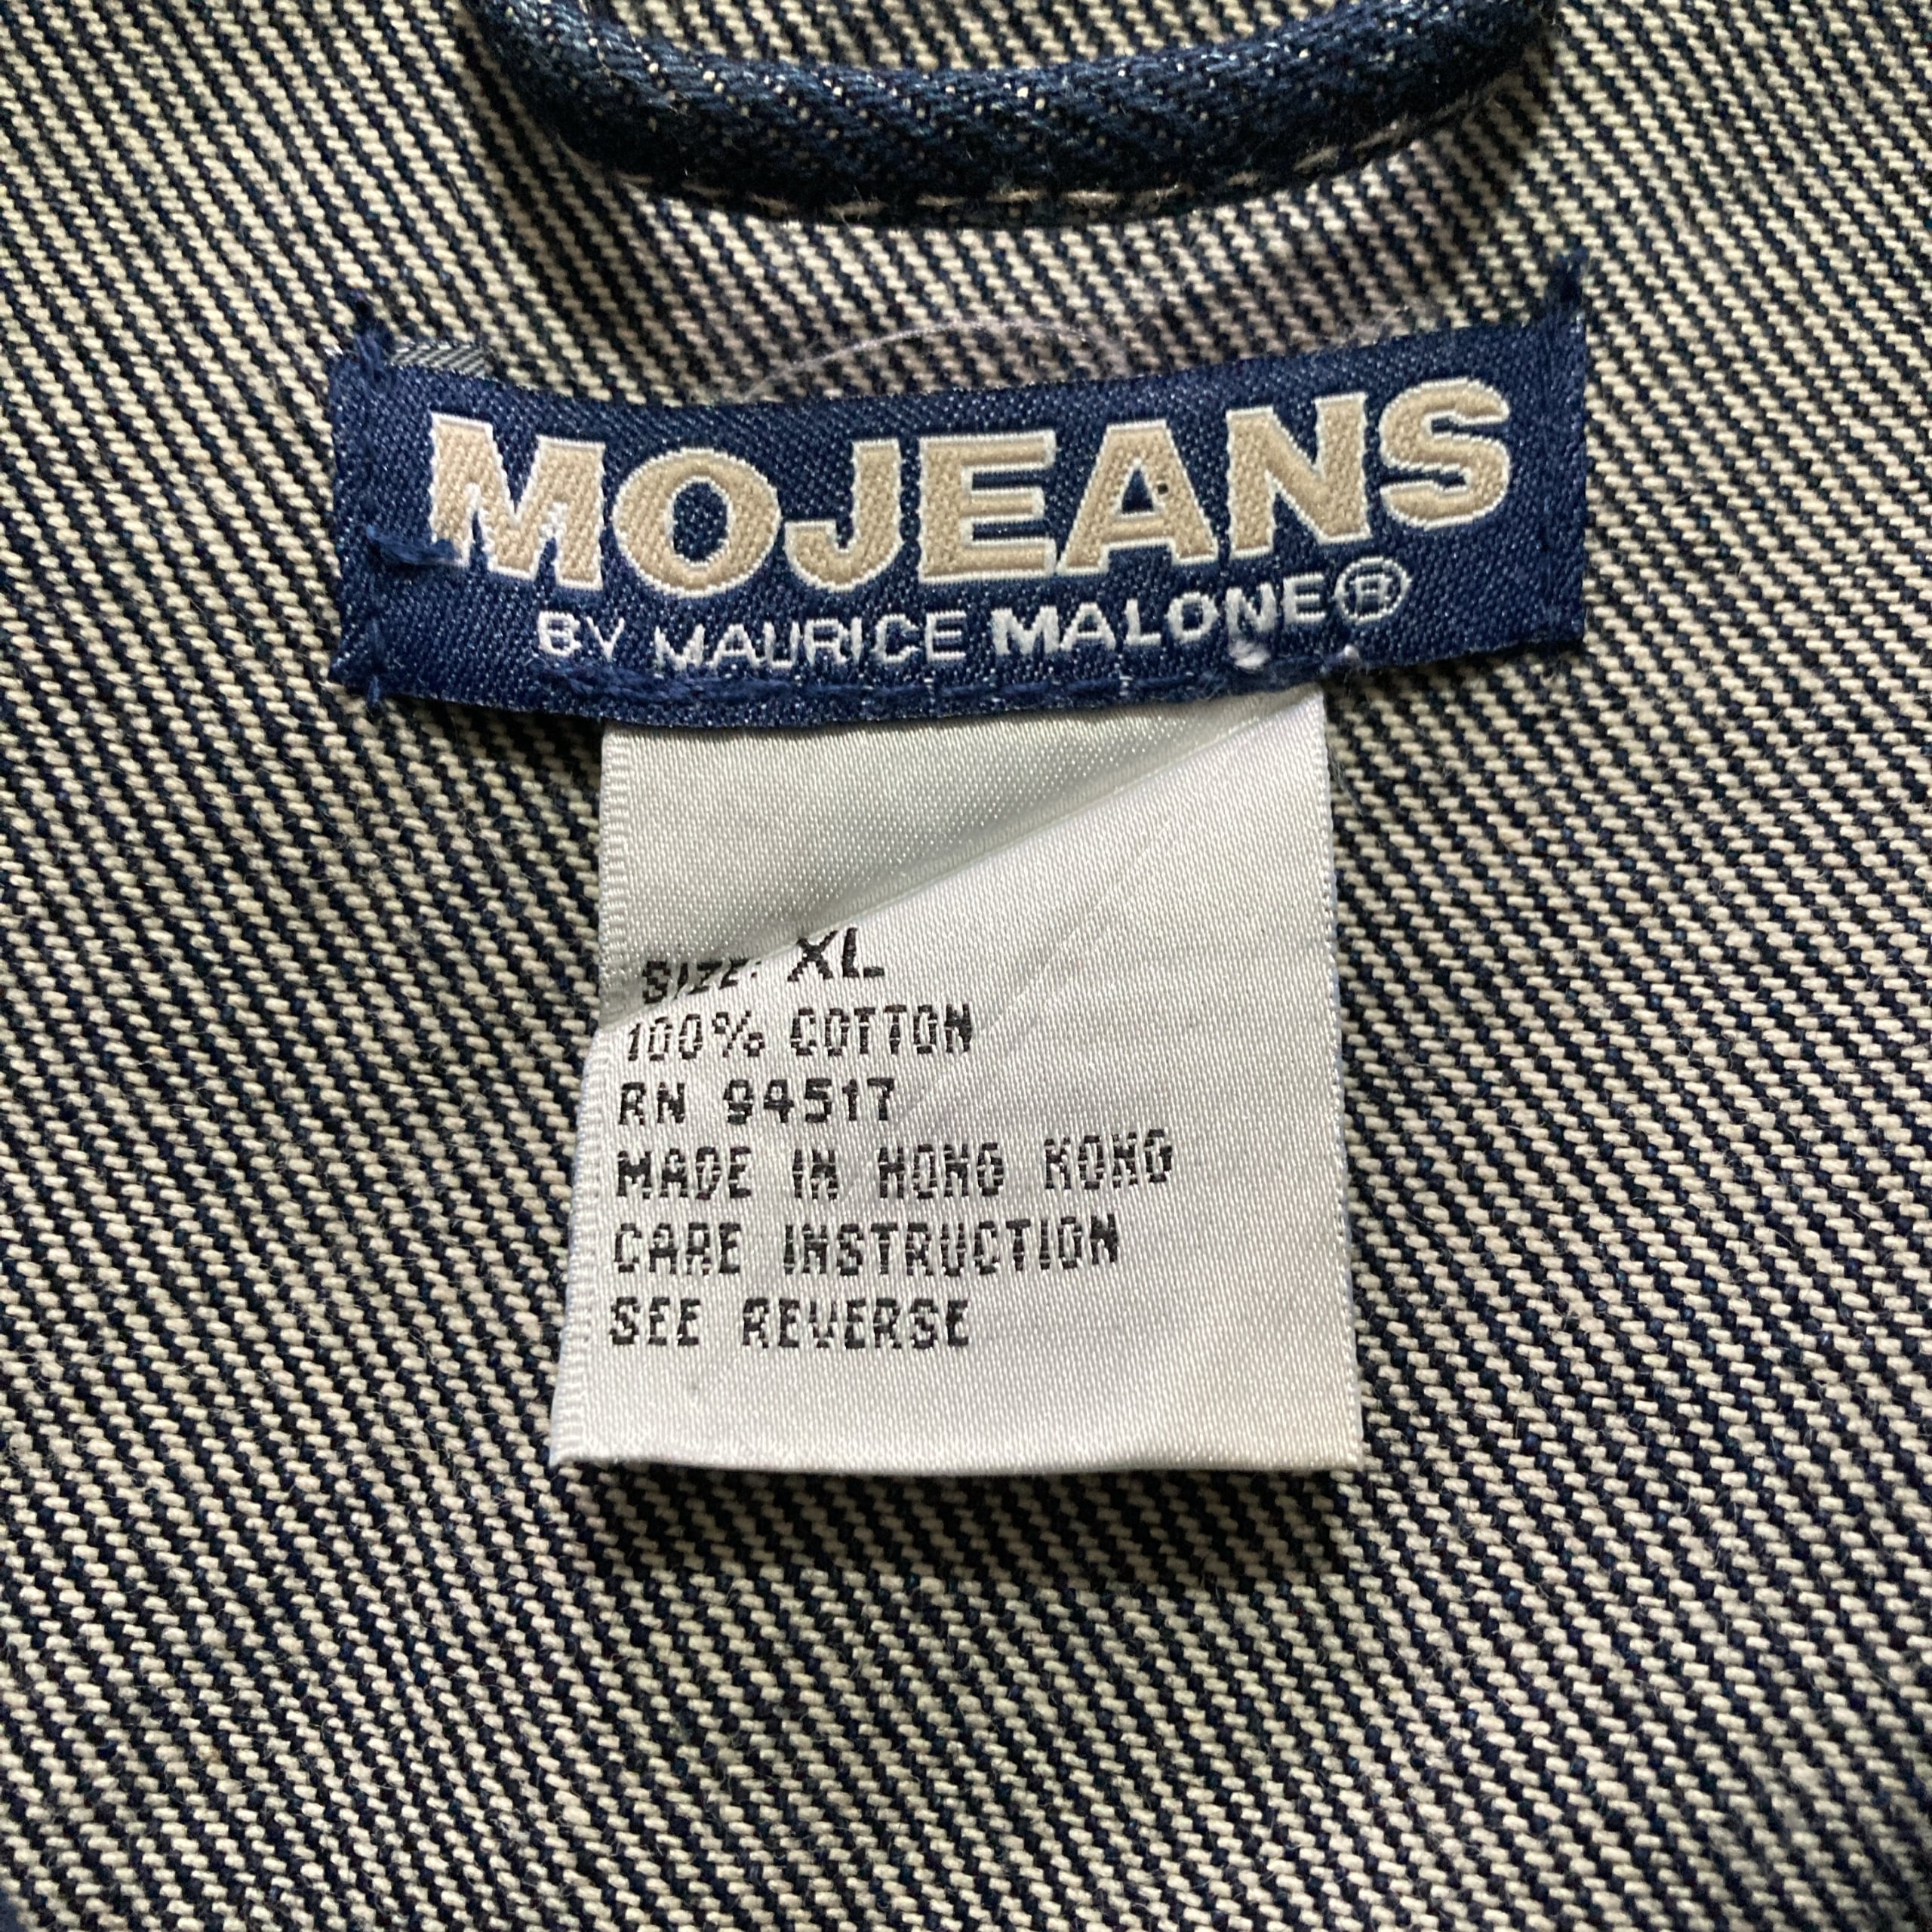 MOJEANS
BY MAURICE MALONE®
SIZE: XL
100% COTTON
RN 94517
MADE IN HONG KONG
CARE INSTRUCTION
SEE REVERSE